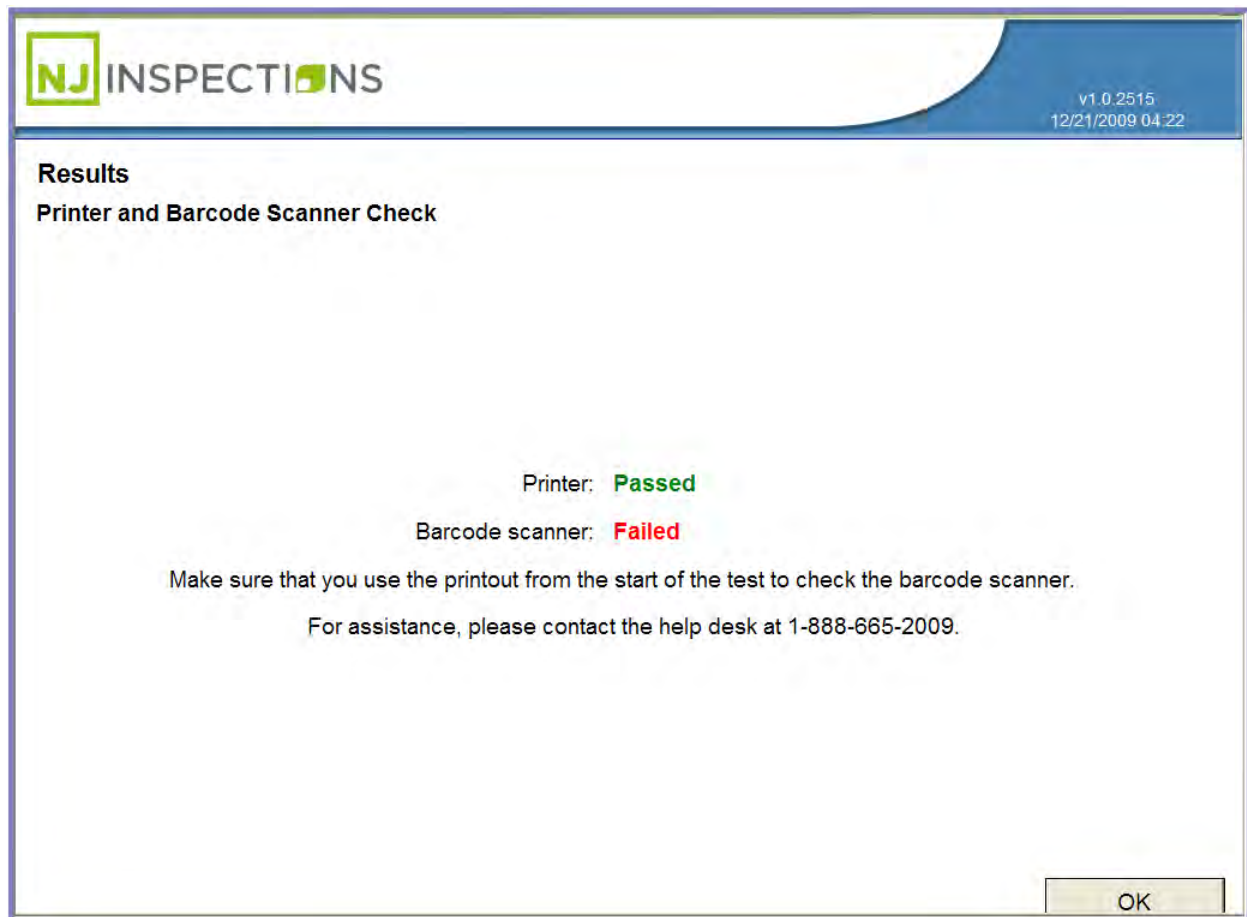 NJ INSPECTIONS
v1.0.2515
12/21/2009 04:22
Results
Printer and Barcode Scanner Check
Printer: Passed
Barcode scanner: Failed
Make sure that you use the printout from the start of the test to check the barcode scanner.
For assistance, please contact the help desk at 1-888-665-2009.
OK